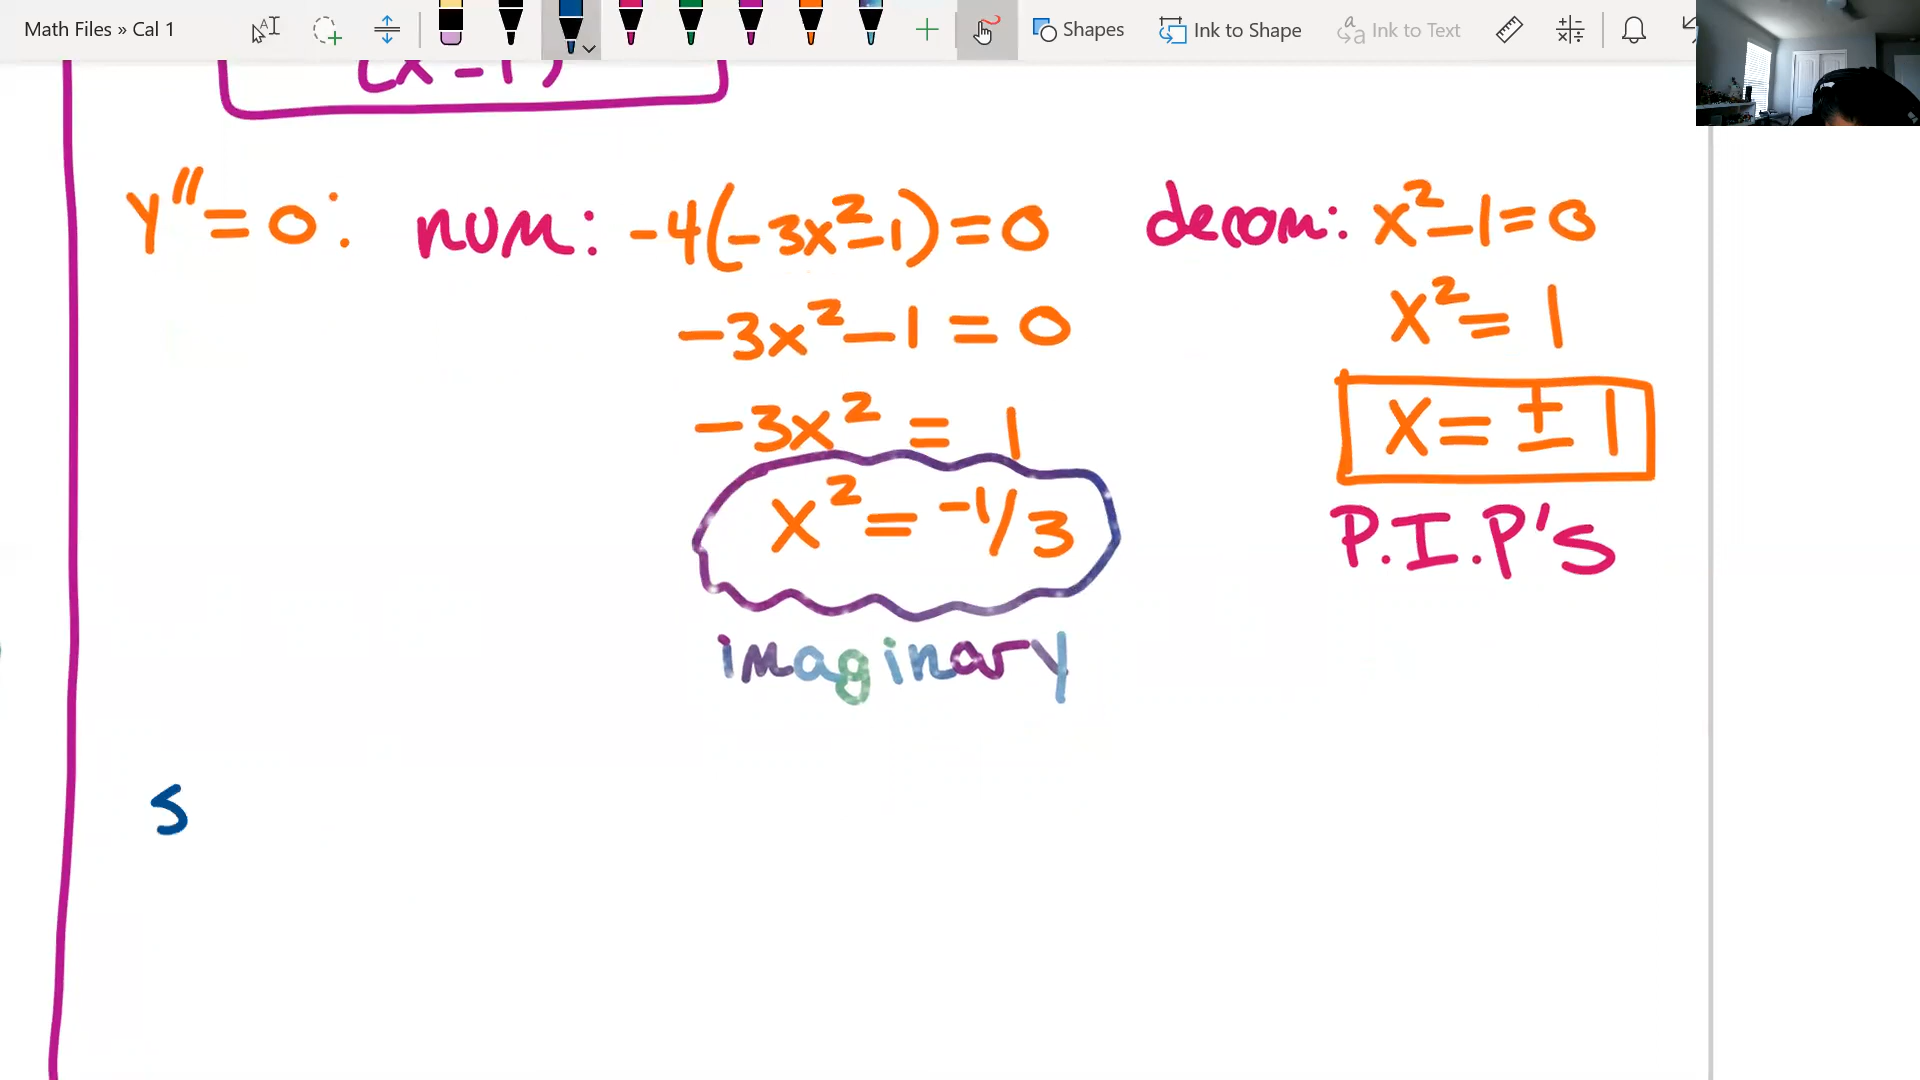 Math Files » Cal 1
Shapes
Ink to Shape
Ink to Text
(x-1)
y''=0: num: -4(-3x²-1)=0 denom: x²-1=0
-3x²-1=0 x²=1
-3x²=1 x=±1
x²=-1/3 P.I.P's
imaginary
s